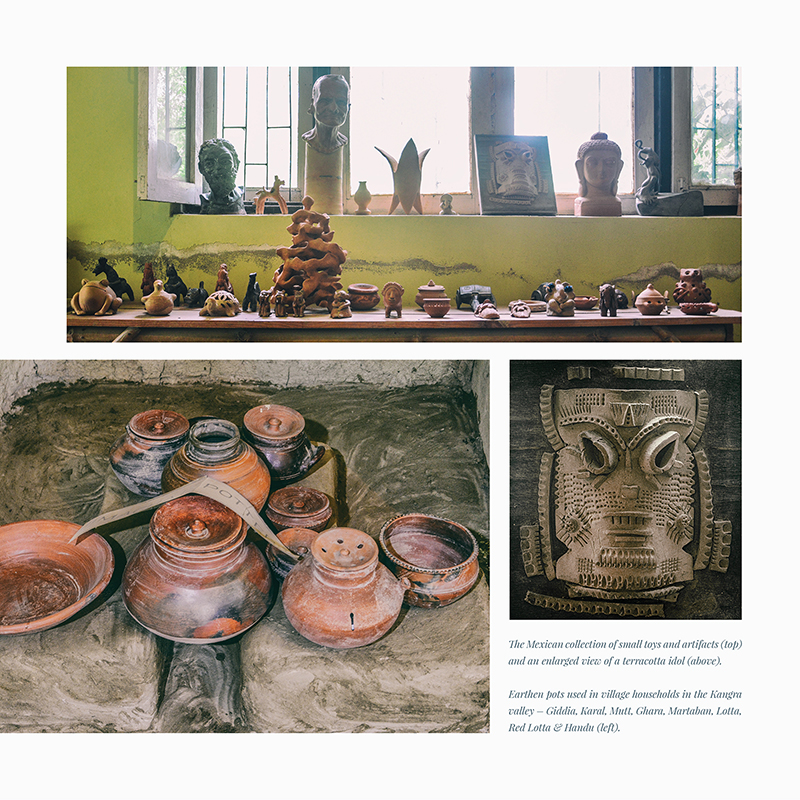 The Mexican collection of small toys and artifacts (top)
and an enlarged view of a terracotta idol (above).
Earthen pots used in village households in the Kangra
valley – Giddia, Karal, Mutt, Ghara, Martaban, Lotta,
Red Lotta & Handu (left).